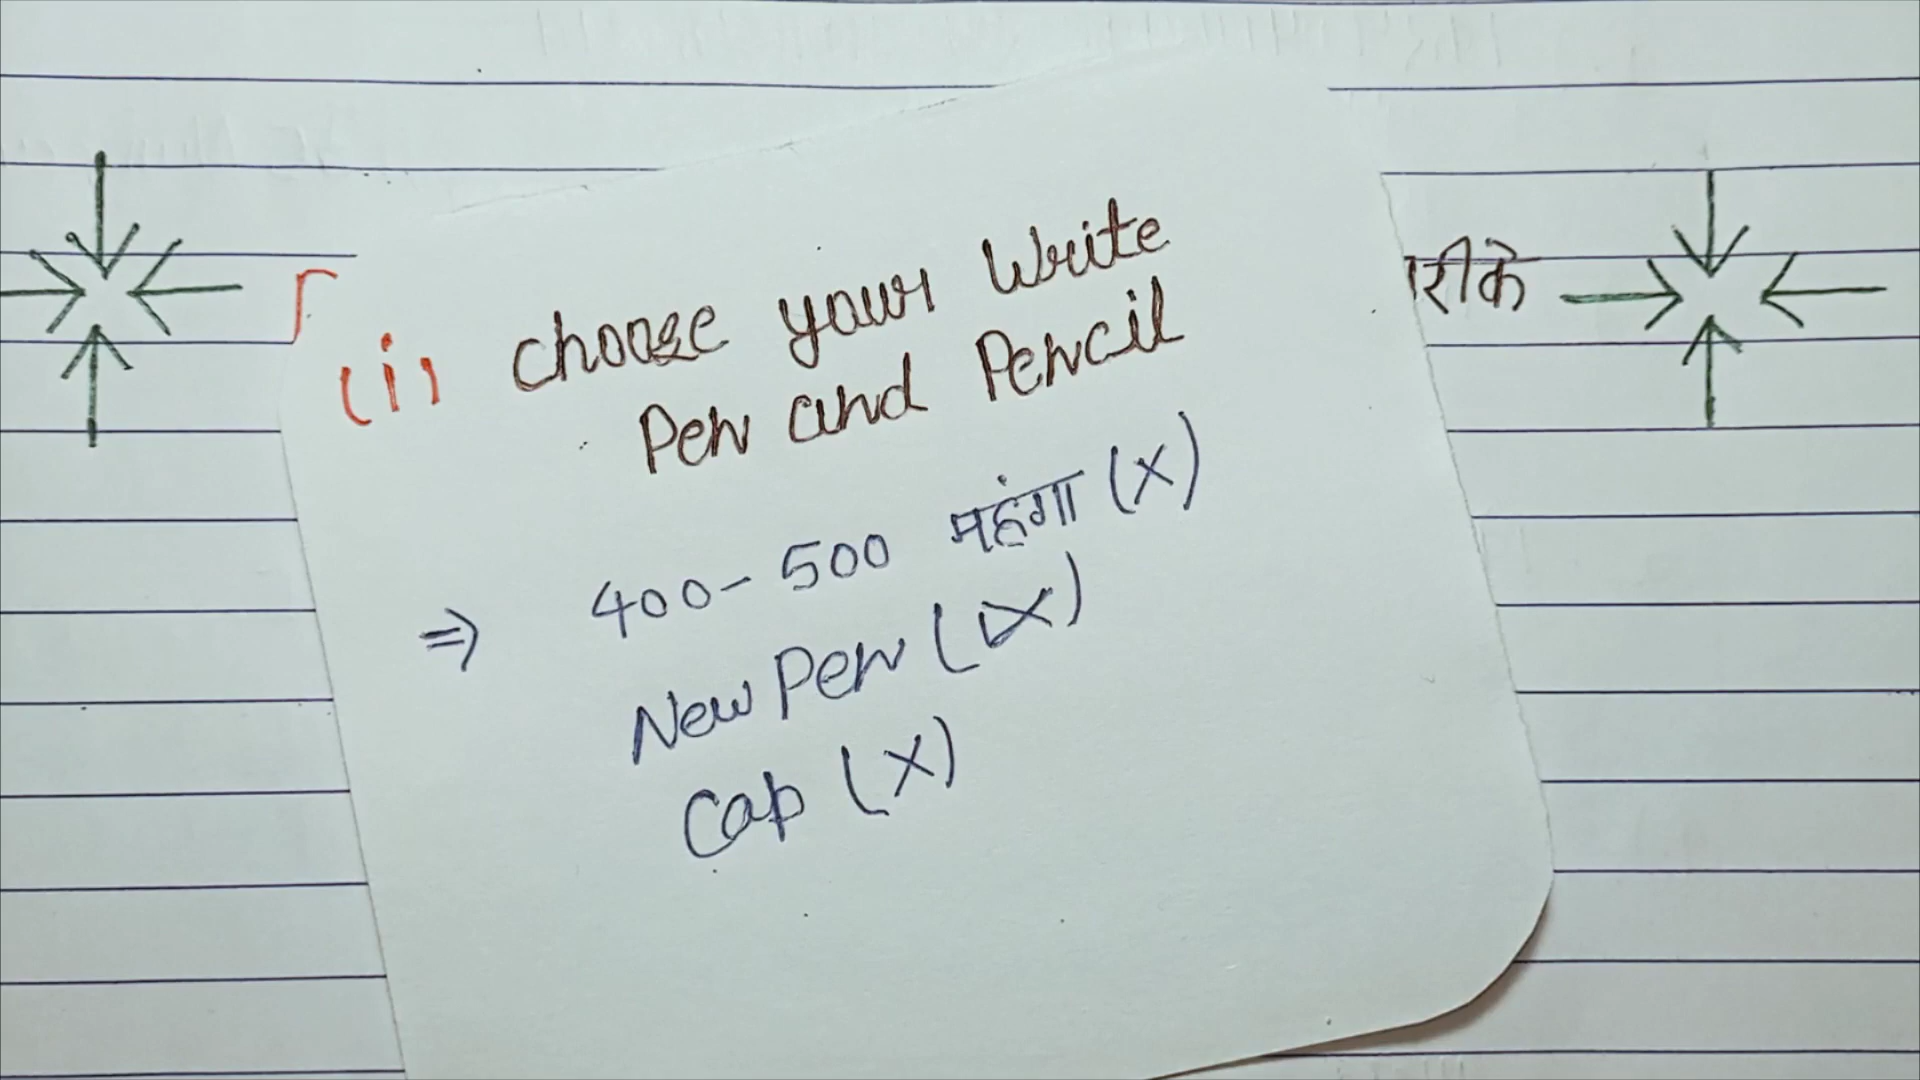 (i) choose your Write
Pen and Pencil
⇒ 400-500 महंगा (X)
New Pen (X)
Cap (X)